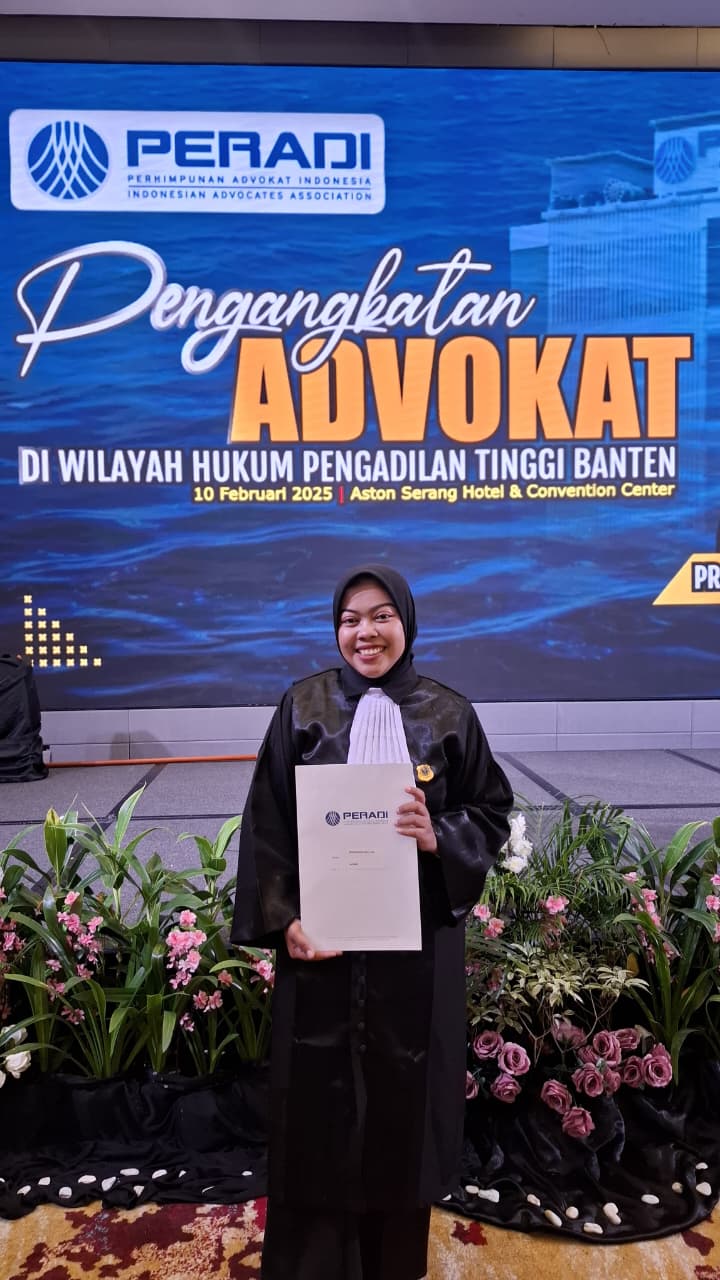 PERADI
PERHIMPUNAN ADVOKAT INDONESIA
INDONESIAN ADVOCATES ASSOCIATION
Pengangkatan
ADVOKAT
DI WILAYAH HUKUM PENGADILAN TINGGI BANTEN
10 Februari 2025 | Aston Serang Hotel & Convention Center
PR
PERADI